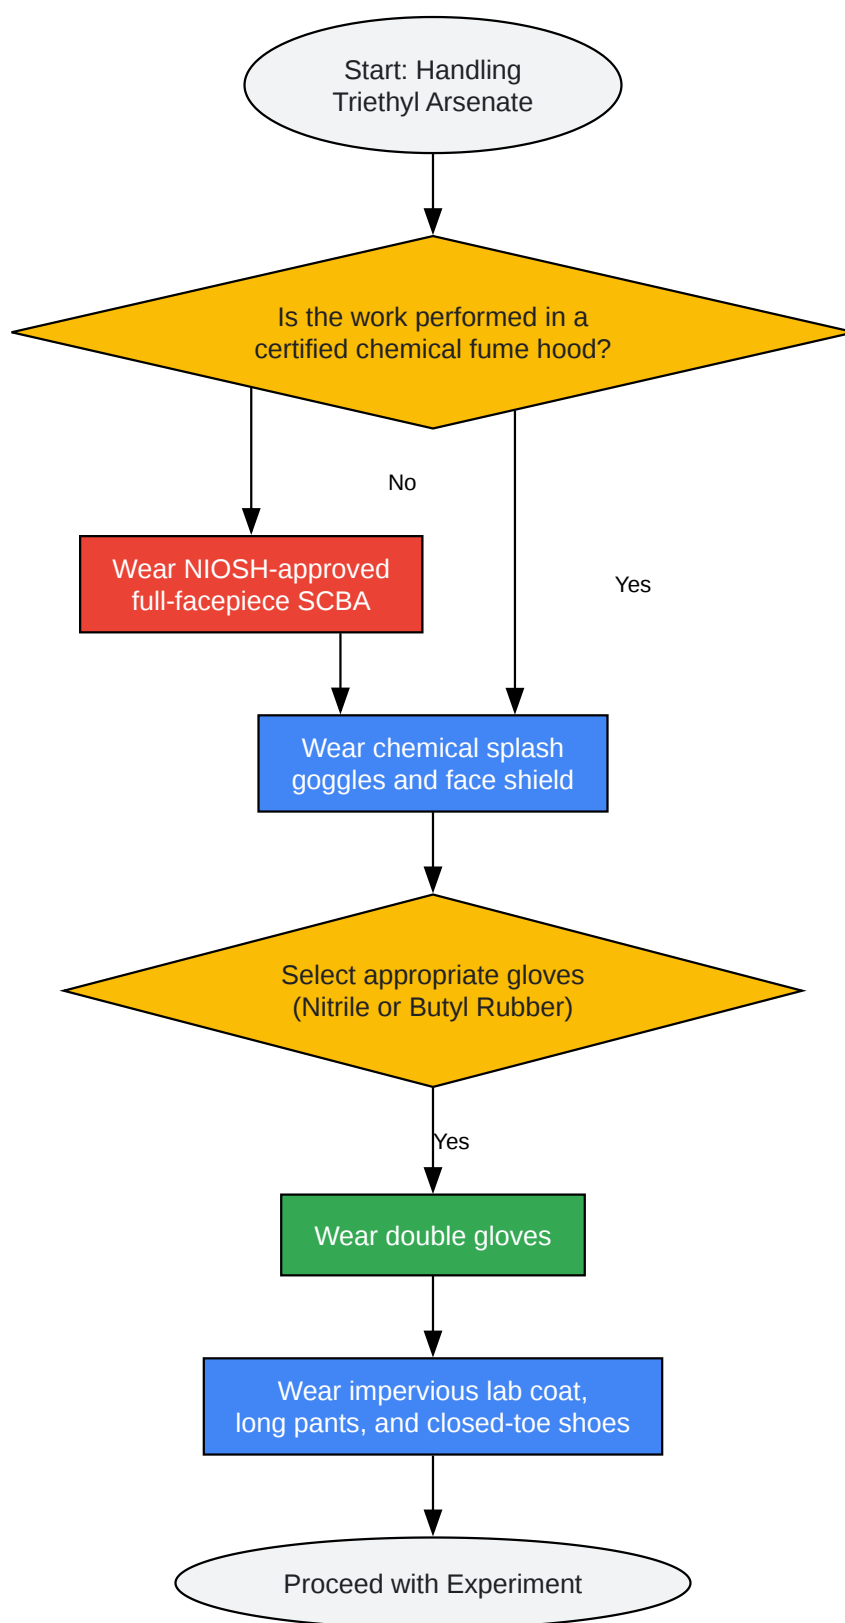 Start: Handling
Triethyl Arsenate
Is the work performed in a
certified chemical fume hood?
No
Wear NIOSH-approved
full-facepiece SCBA
Yes
Wear chemical splash
goggles and face shield
Select appropriate gloves
(Nitrile or Butyl Rubber)
Yes
Wear double gloves
Wear impervious lab coat,
long pants, and closed-toe shoes
Proceed with Experiment